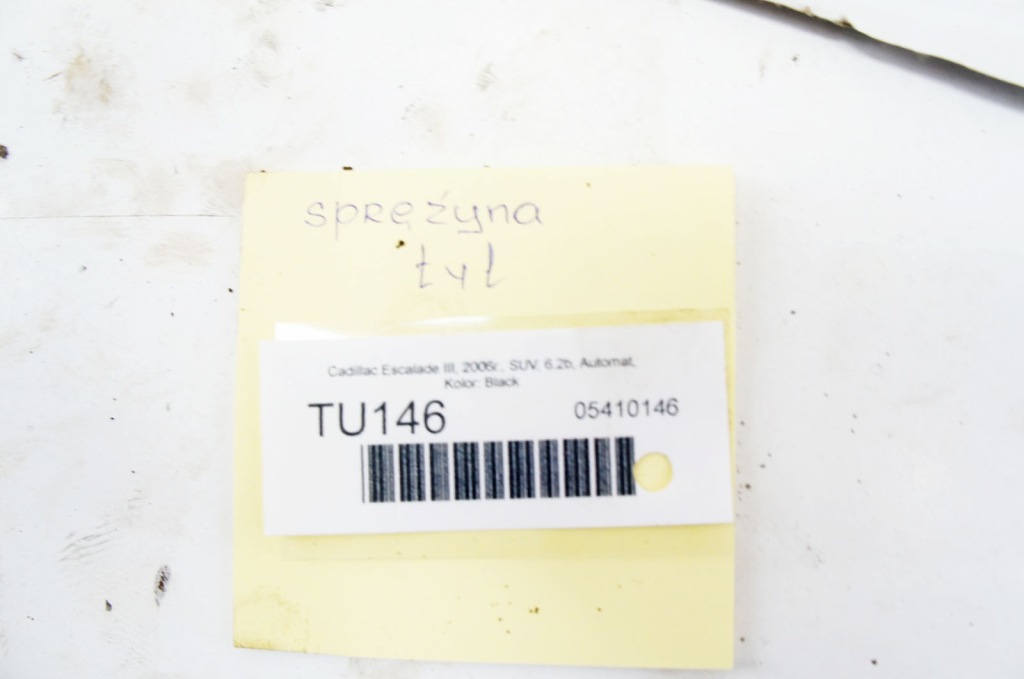 sprężyna
tył
Cadillac Escalade III, 2006r., SUV, 6.2b, Automat,
Kolor: Black
TU146
05410146